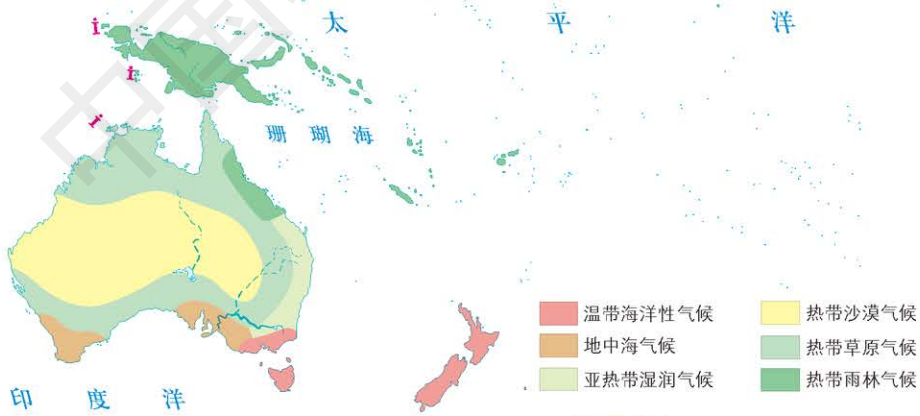 太 平 洋
珊 瑚 海
印 度 洋
温带海洋性气候
热带沙漠气候
地中海气候
热带草原气候
亚热带湿润气候
热带雨林气候